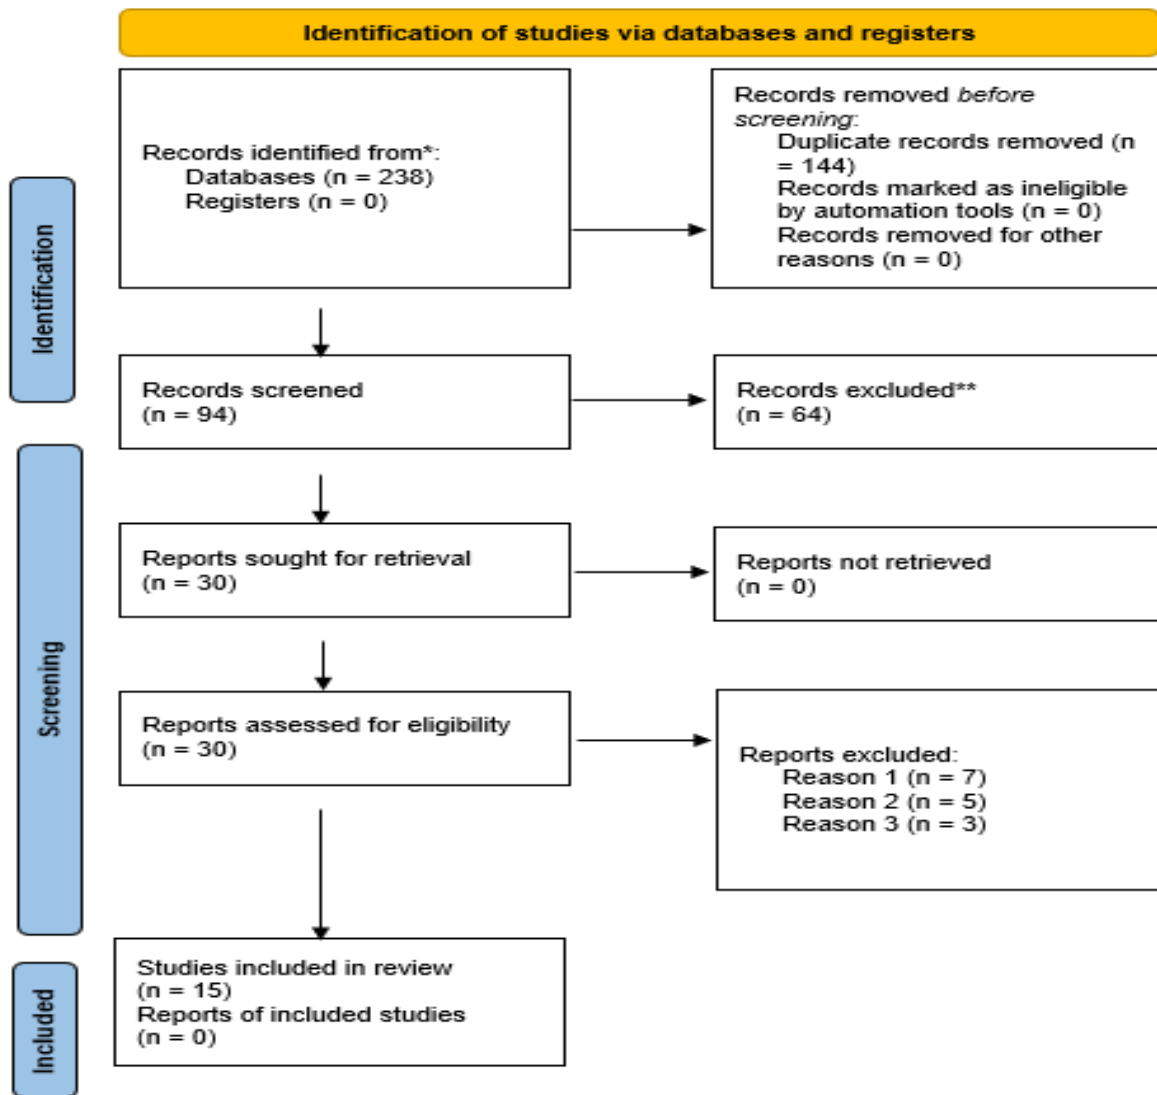 Identification of studies via databases and registers
Identification
Records identified from*:
Databases (n = 238)
Registers (n = 0)
Records removed before
screening:
Duplicate records removed (n
= 144)
Records marked as ineligible
by automation tools (n = 0)
Records removed for other
reasons (n = 0)
Records screened
(n = 94)
Records excluded**
(n = 64)
Screening
Reports sought for retrieval
(n = 30)
Reports not retrieved
(n = 0)
Reports assessed for eligibility
(n = 30)
Reports excluded:
Reason 1 (n = 7)
Reason 2 (n = 5)
Reason 3 (n = 3)
Included
Studies included in review
(n = 15)
Reports of included studies
(n = 0)